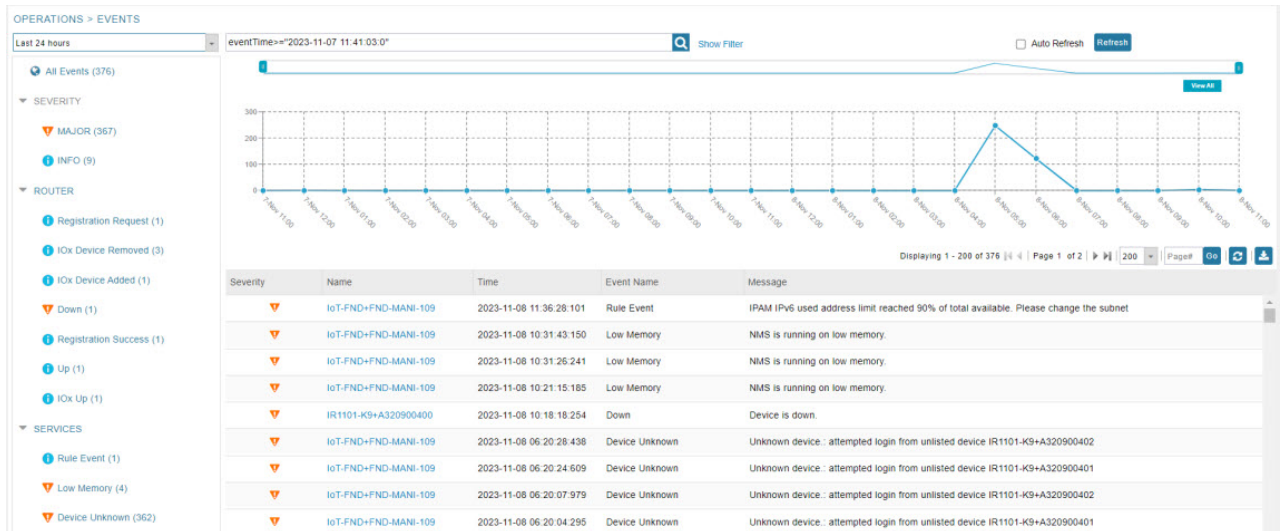 OPERATIONS > EVENTS
Last 24 hours
eventTime>="2023-11-07 11:41:03:0"
Show Filter
Auto Refresh
Refresh
All Events (376)
SEVERITY
MAJOR (367)
INFO (9)
ROUTER
Registration Request (1)
IOx Device Removed (3)
IOx Device Added (1)
Down (1)
Registration Success (1)
Up (1)
IOx Up (1)
SERVICES
Rule Event (1)
Low Memory (4)
Device Unknown (362)
View All
300
200
100
0
7-Nov 11:00
7-Nov 12:00
7-Nov 01:00
7-Nov 02:00
7-Nov 03:00
7-Nov 04:00
7-Nov 05:00
7-Nov 06:00
7-Nov 07:00
7-Nov 08:00
7-Nov 09:00
7-Nov 10:00
7-Nov 11:00
8-Nov 12:00
8-Nov 01:00
8-Nov 02:00
8-Nov 03:00
8-Nov 04:00
8-Nov 05:00
8-Nov 06:00
8-Nov 07:00
8-Nov 08:00
8-Nov 09:00
8-Nov 10:00
8-Nov 11:00
Displaying 1 - 200 of 376 Page 1 of 2 200 Page# Go
Severity Name Time Event Name Message
IoT-FND+FND-MANI-109 2023-11-08 11:36:28:101 Rule Event IPAM IPv6 used address limit reached 90% of total available. Please change the subnet
IoT-FND+FND-MANI-109 2023-11-08 10:31:43:150 Low Memory NMS is running on low memory.
IoT-FND+FND-MANI-109 2023-11-08 10:31:26:241 Low Memory NMS is running on low memory.
IoT-FND+FND-MANI-109 2023-11-08 10:21:15:185 Low Memory NMS is running on low memory.
IR1101-K9+A320900400 2023-11-08 10:18:18:254 Down Device is down.
IoT-FND+FND-MANI-109 2023-11-08 06:20:28:438 Device Unknown Unknown device.: attempted login from unlisted device IR1101-K9+A320900402
IoT-FND+FND-MANI-109 2023-11-08 06:20:24:609 Device Unknown Unknown device.: attempted login from unlisted device IR1101-K9+A320900401
IoT-FND+FND-MANI-109 2023-11-08 06:20:07:979 Device Unknown Unknown device.: attempted login from unlisted device IR1101-K9+A320900402
IoT-FND+FND-MANI-109 2023-11-08 06:20:04:295 Device Unknown Unknown device.: attempted login from unlisted device IR1101-K9+A320900401